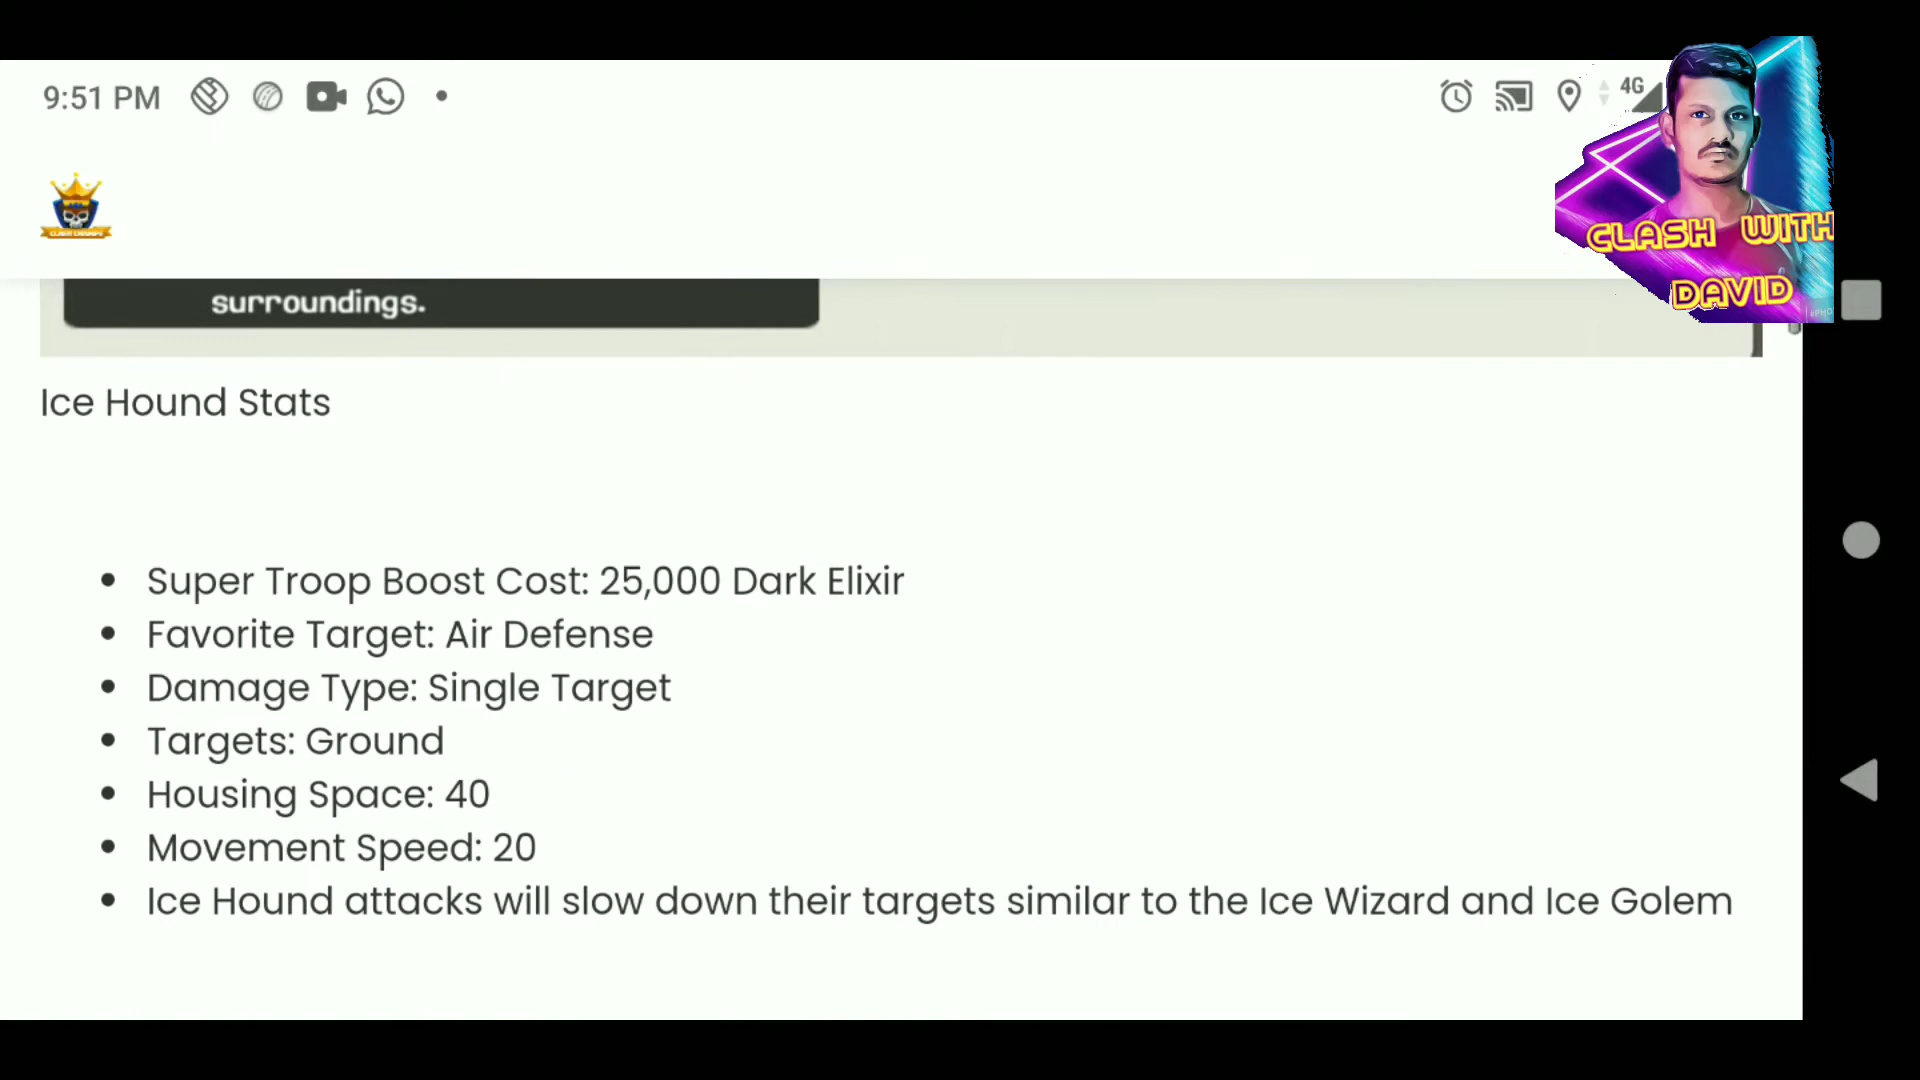 9:51 PM
4G
CLASH WITH
DAVID
surroundings.
Ice Hound Stats
• Super Troop Boost Cost: 25,000 Dark Elixir
• Favorite Target: Air Defense
• Damage Type: Single Target
• Targets: Ground
• Housing Space: 40
• Movement Speed: 20
• Ice Hound attacks will slow down their targets similar to the Ice Wizard and Ice Golem